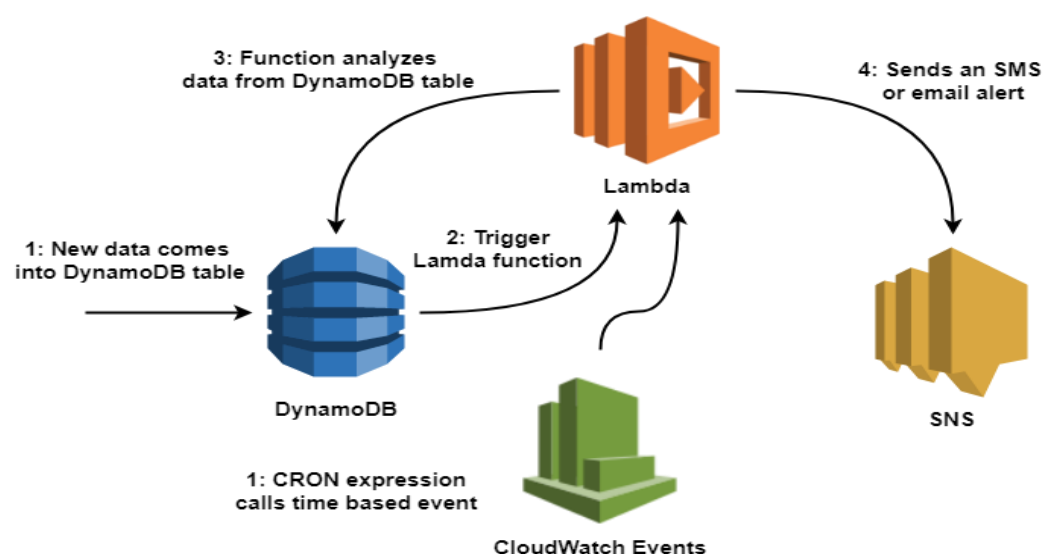 3: Function analyzes
data from DynamoDB table
4: Sends an SMS
or email alert
Lambda
1: New data comes
into DynamoDB table
2: Trigger
Lamda function
DynamoDB
SNS
1: CRON expression
calls time based event
CloudWatch Events